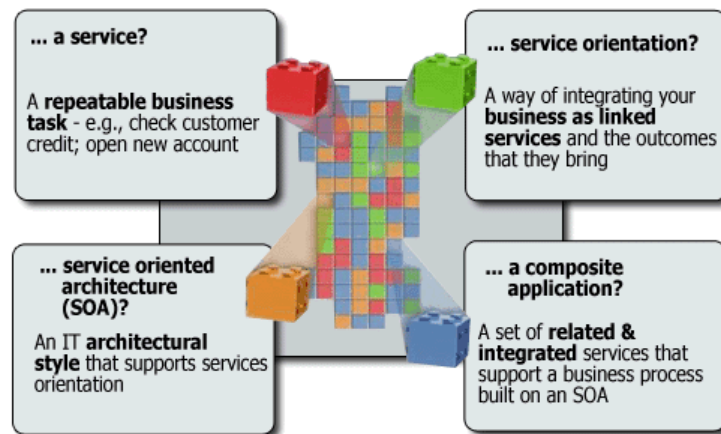 ... a service?
A repeatable business
task - e.g., check customer
credit; open new account
... service orientation?
A way of integrating your
business as linked
services and the outcomes
that they bring
... service oriented
architecture
(SOA)?
An IT architectural
style that supports services
orientation
... a composite
application?
A set of related &
integrated services that
support a business process
built on an SOA